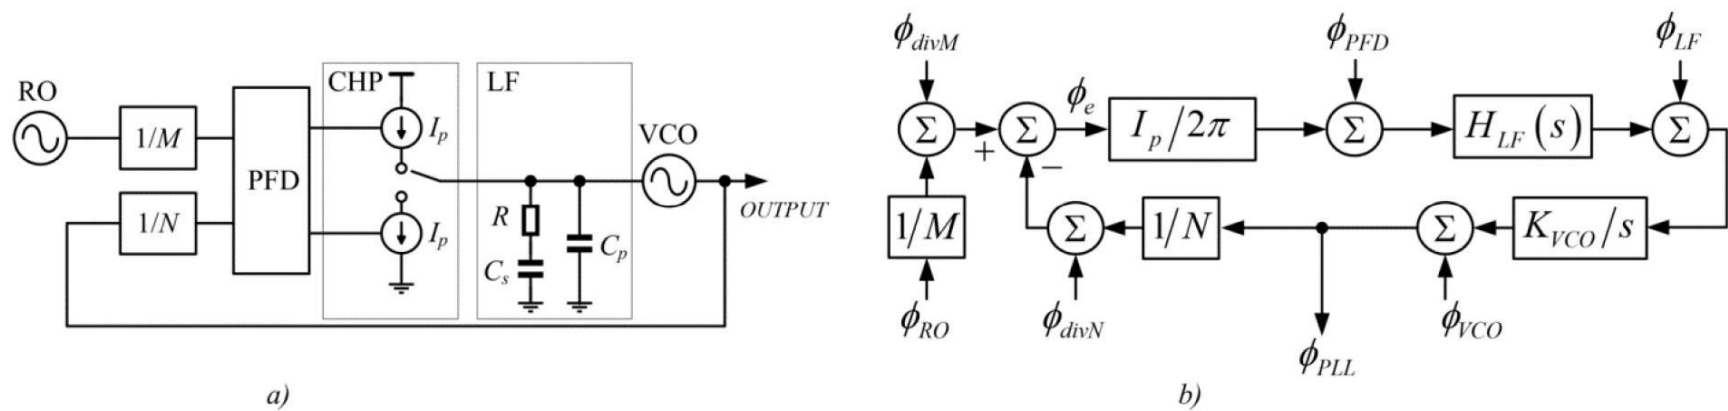 RO
1/M
1/N
PFD
CHP
I_p
I_p
LF
R
C_s
C_p
VCO
OUTPUT
a)
ϕ_divM
ϕ_PFD
ϕ_LF
Σ
+
Σ
−
ϕ_e
I_p/2π
Σ
H_LF(s)
Σ
1/M
Σ
1/N
Σ
K_VCO/s
ϕ_RO
ϕ_divN
ϕ_PLL
ϕ_VCO
b)